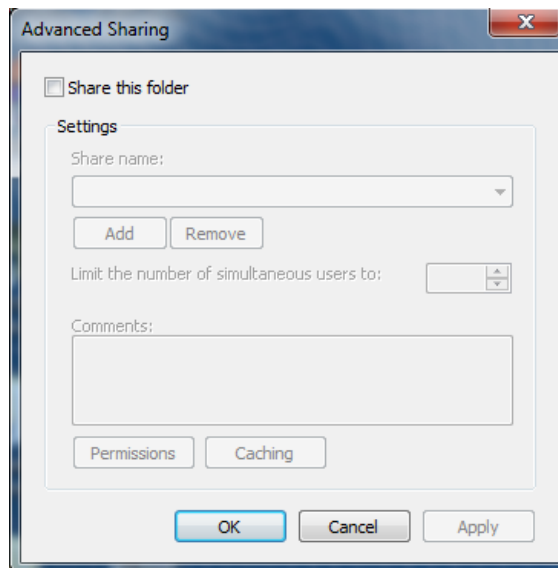 Advanced Sharing
Share this folder
Settings
Share name:
Add Remove
Limit the number of simultaneous users to:
Comments:
Permissions Caching
OK Cancel Apply